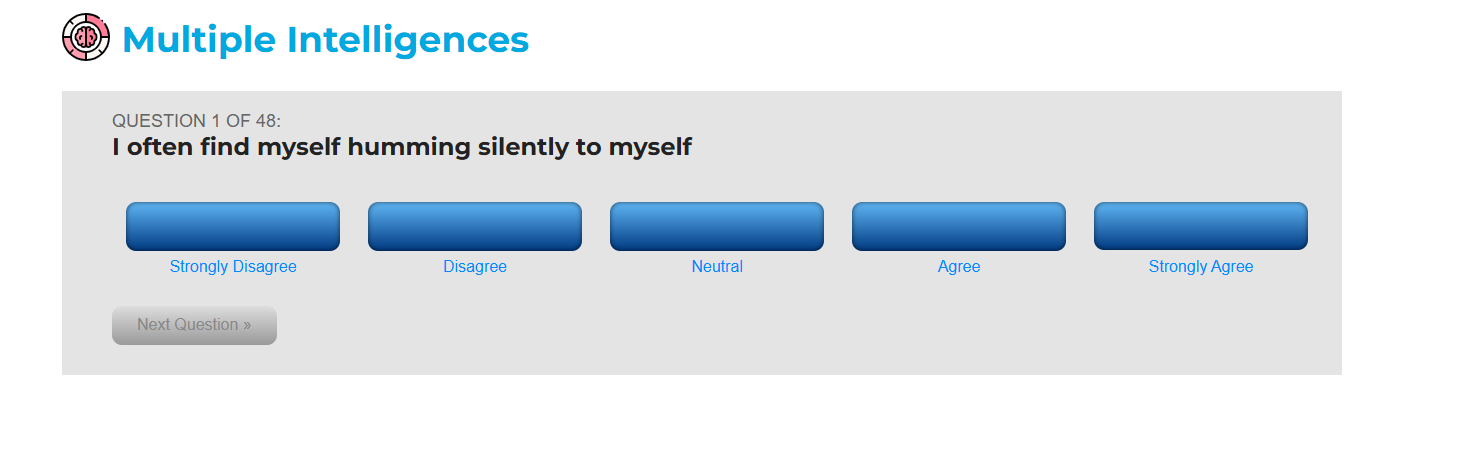 Multiple Intelligences
QUESTION 1 OF 48:
I often find myself humming silently to myself
Strongly Disagree
Disagree
Neutral
Agree
Strongly Agree
Next Question »